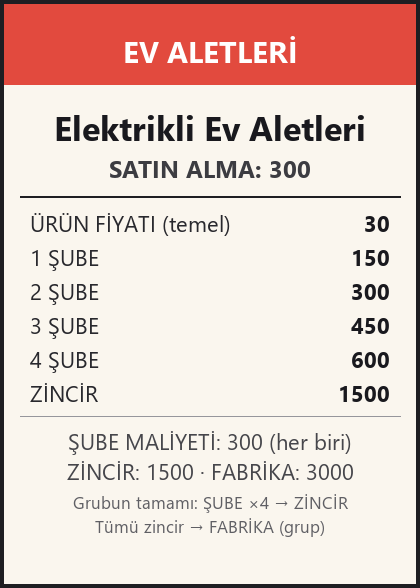 EV ALETLERİ
Elektrikli Ev Aletleri
SATIN ALMA: 300
ÜRÜN FİYATI (temel) 30
1 ŞUBE 150
2 ŞUBE 300
3 ŞUBE 450
4 ŞUBE 600
ZİNCİR 1500
ŞUBE MALİYETİ: 300 (her biri)
ZİNCİR: 1500 · FABRİKA: 3000
Grubun tamamı: ŞUBE ×4 → ZİNCİR
Tümü zincir → FABRİKA (grup)